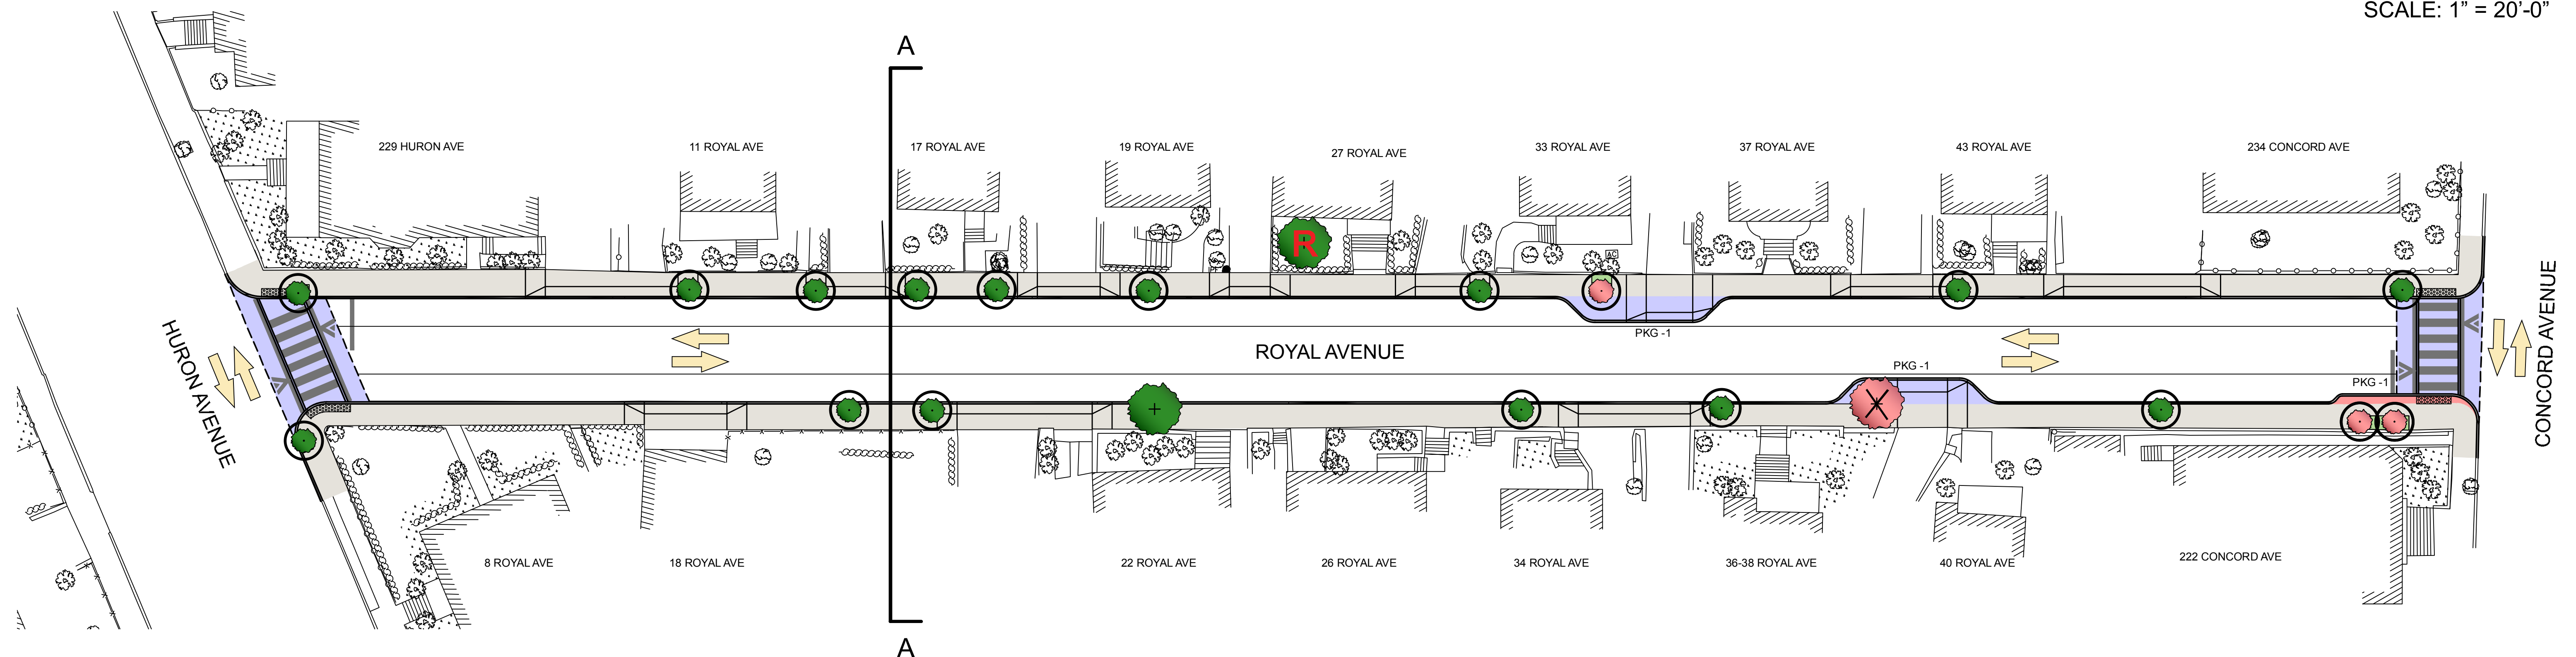 SCALE: 1” = 20’-0”
A
229 HURON AVE
11 ROYAL AVE
17 ROYAL AVE
19 ROYAL AVE
27 ROYAL AVE
33 ROYAL AVE
37 ROYAL AVE
43 ROYAL AVE
234 CONCORD AVE
R
AC
PKG -1
HURON AVENUE
ROYAL AVENUE
CONCORD AVENUE
PKG -1
PKG -1
8 ROYAL AVE
18 ROYAL AVE
22 ROYAL AVE
26 ROYAL AVE
34 ROYAL AVE
36-38 ROYAL AVE
40 ROYAL AVE
222 CONCORD AVE
A